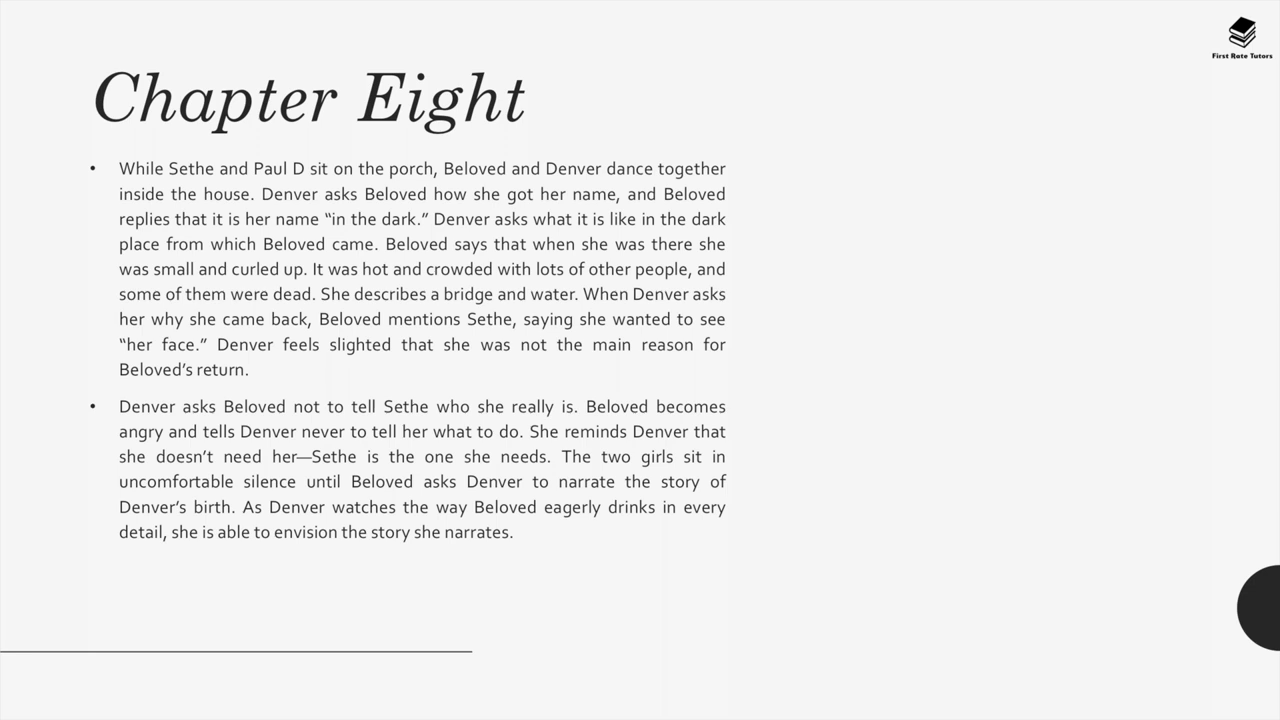 First Rate Tutors
Chapter Eight
• While Sethe and Paul D sit on the porch, Beloved and Denver dance together
inside the house. Denver asks Beloved how she got her name, and Beloved
replies that it is her name “in the dark.” Denver asks what it is like in the dark
place from which Beloved came. Beloved says that when she was there she
was small and curled up. It was hot and crowded with lots of other people, and
some of them were dead. She describes a bridge and water. When Denver asks
her why she came back, Beloved mentions Sethe, saying she wanted to see
“her face.” Denver feels slighted that she was not the main reason for
Beloved’s return.
• Denver asks Beloved not to tell Sethe who she really is. Beloved becomes
angry and tells Denver never to tell her what to do. She reminds Denver that
she doesn’t need her—Sethe is the one she needs. The two girls sit in
uncomfortable silence until Beloved asks Denver to narrate the story of
Denver’s birth. As Denver watches the way Beloved eagerly drinks in every
detail, she is able to envision the story she narrates.